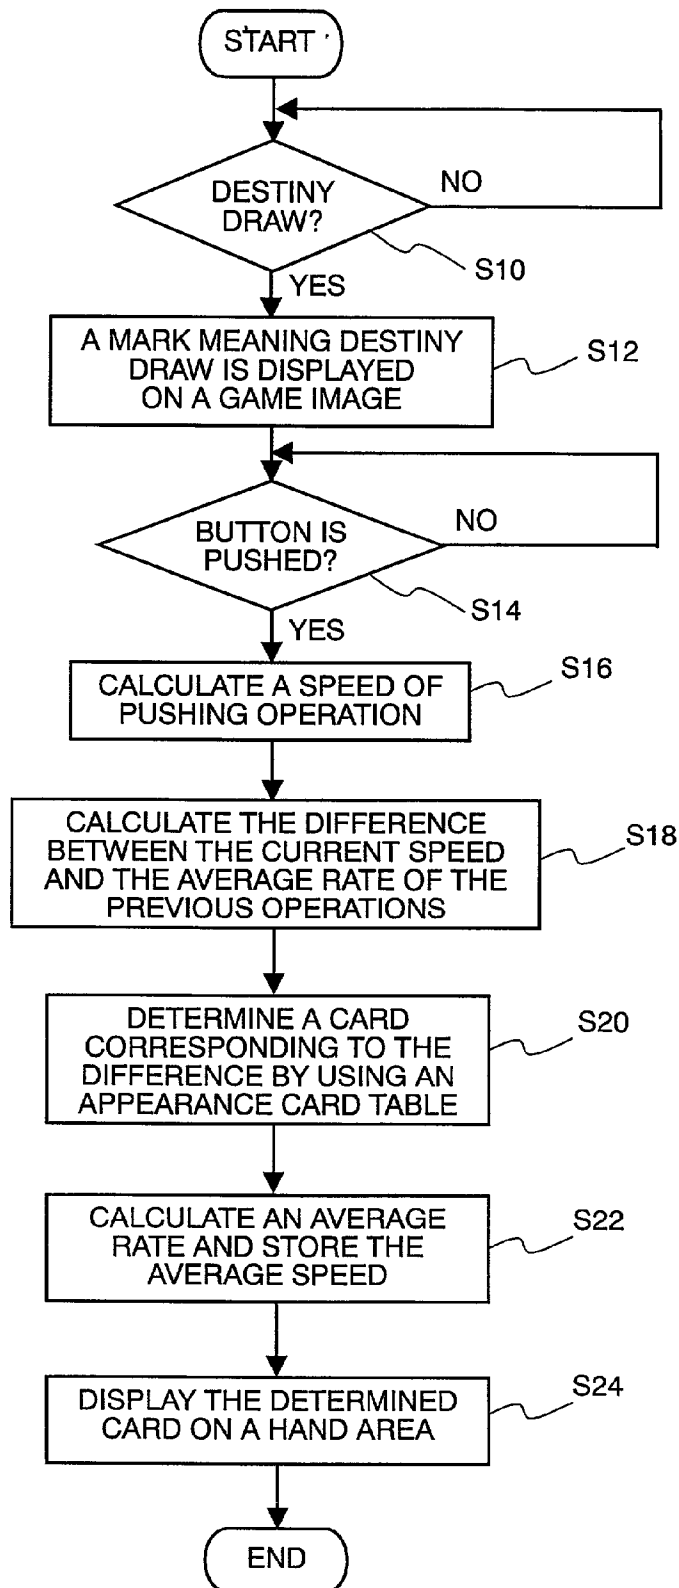 START
DESTINY
DRAW?
NO
S10
YES
A MARK MEANING DESTINY
DRAW IS DISPLAYED
ON A GAME IMAGE
S12
BUTTON IS
PUSHED?
NO
S14
YES
CALCULATE A SPEED OF
PUSHING OPERATION
S16
CALCULATE THE DIFFERENCE
BETWEEN THE CURRENT SPEED
AND THE AVERAGE RATE OF THE
PREVIOUS OPERATIONS
S18
DETERMINE A CARD
CORRESPONDING TO THE
DIFFERENCE BY USING AN
APPEARANCE CARD TABLE
S20
CALCULATE AN AVERAGE
RATE AND STORE THE
AVERAGE SPEED
S22
DISPLAY THE DETERMINED
CARD ON A HAND AREA
S24
END